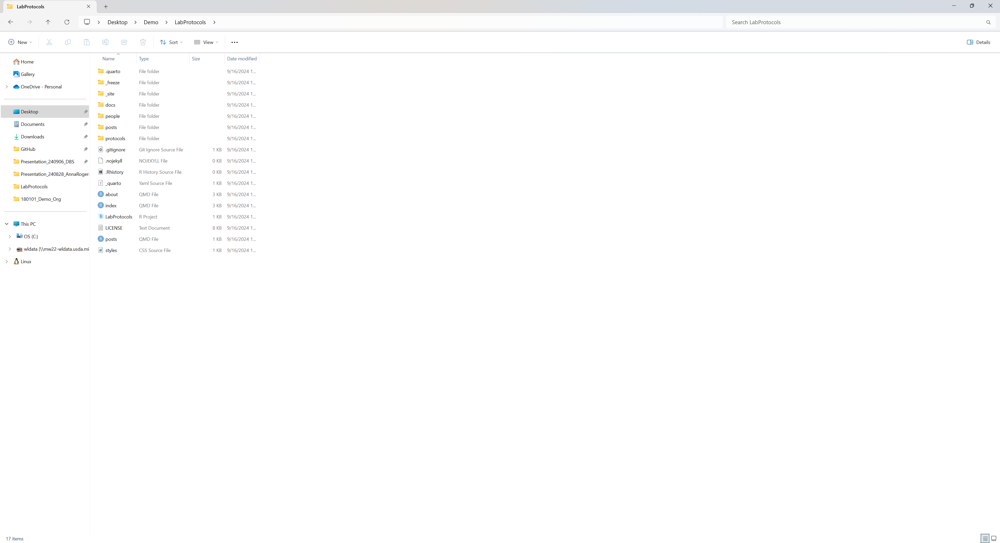 LabProtocols
Desktop > Demo > LabProtocols >
Search LabProtocols
New
Sort
View
Details
Home
Gallery
OneDrive - Personal
Desktop
Documents
Downloads
GitHub
Presentation_240906_DBS
Presentation_240828_AnnaRogers
LabProtocols
180101_Demo_Org
This PC
OS (C:)
wldata (\\mw22-wldata.usda.mi
Linux
Name Type Size Date modified
.quarto File folder 9/16/2024 1...
_freeze File folder 9/16/2024 1...
_site File folder 9/16/2024 1...
docs File folder 9/16/2024 1...
people File folder 9/16/2024 1...
posts File folder 9/16/2024 1...
protocols File folder 9/16/2024 1...
.gitignore Git Ignore Source File 1 KB 9/16/2024 1...
.nojekyll NOJEKYLL File 0 KB 9/16/2024 1...
.Rhistory R History Source File 0 KB 9/16/2024 1...
_quarto Yaml Source File 1 KB 9/16/2024 1...
about QMD File 3 KB 9/16/2024 1...
index QMD File 3 KB 9/16/2024 1...
LabProtocols R Project 1 KB 9/16/2024 1...
LICENSE Text Document 8 KB 9/16/2024 1...
posts QMD File 1 KB 9/16/2024 1...
styles CSS Source File 1 KB 9/16/2024 1...
17 items